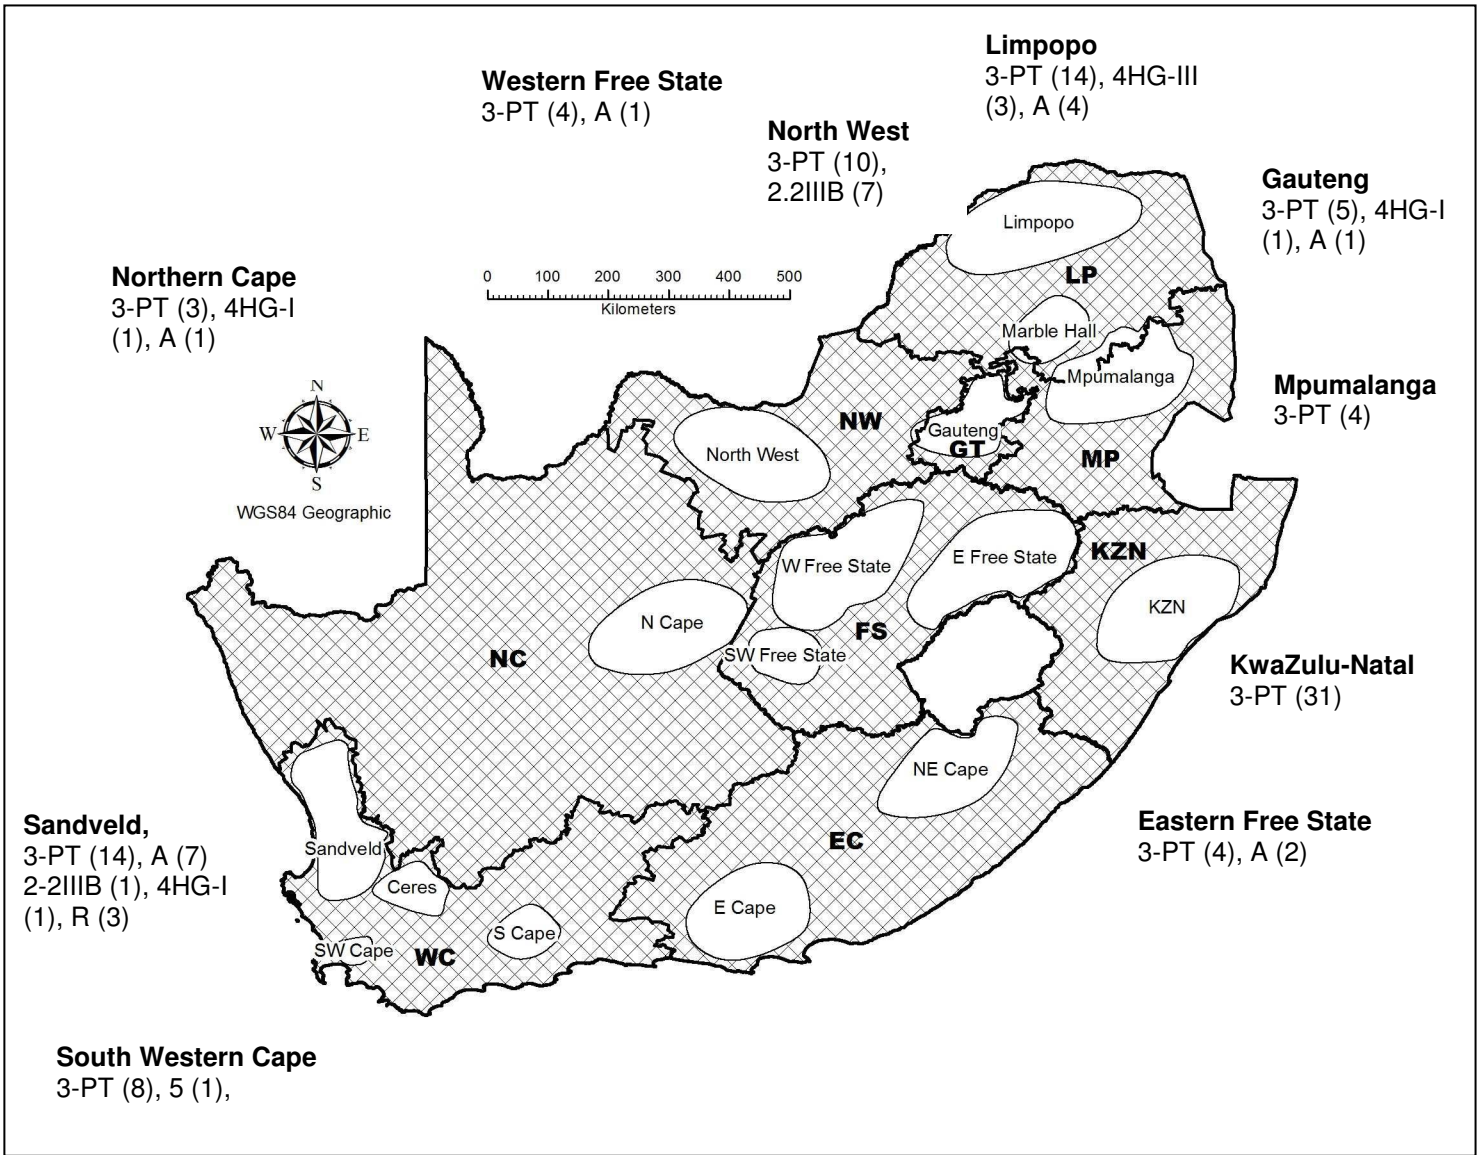 Limpopo
3-PT (14), 4HG-III
(3), A (4)
Western Free State
3-PT (4), A (1)
North West
3-PT (10),
2.2IIIB (7)
Gauteng
3-PT (5), 4HG-I
(1), A (1)
Northern Cape
3-PT (3), 4HG-I
(1), A (1)
0 100 200 300 400 500
Kilometers
Limpopo
LP
Marble Hall
Mpumalanga
Mpumalanga
3-PT (4)
N
W E
S
WGS84 Geographic
NW
North West
Gauteng
GT
MP
KZN
W Free State
E Free State
KZN
N Cape
FS
SW Free State
NC
KwaZulu-Natal
3-PT (31)
NE Cape
Sandveld,
3-PT (14), A (7)
2-2IIIB (1), 4HG-I
(1), R (3)
Eastern Free State
3-PT (4), A (2)
EC
Sandveld
Ceres
E Cape
S Cape
SW Cape
WC
South Western Cape
3-PT (8), 5 (1),